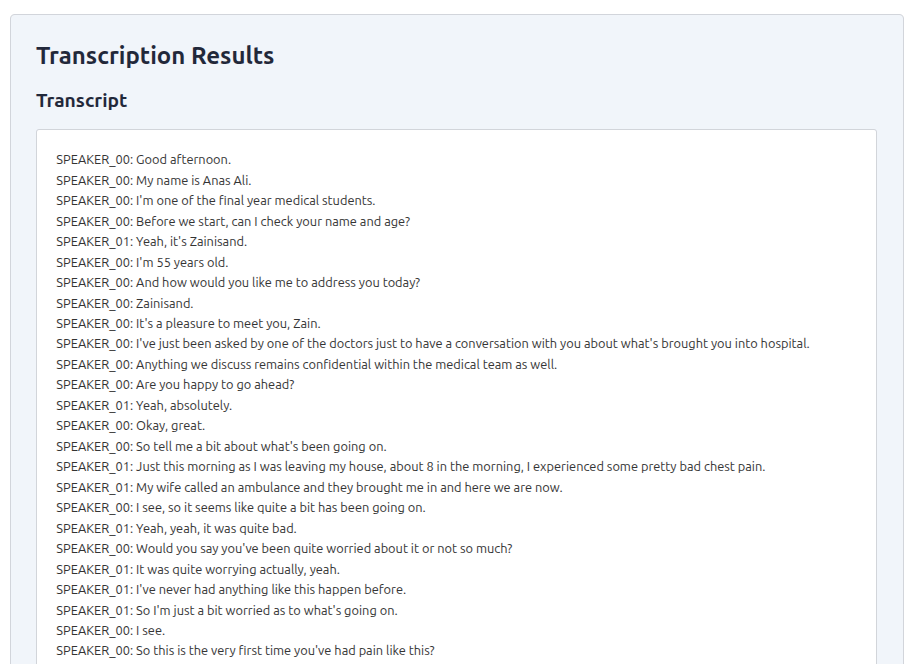 Transcription Results
Transcript
SPEAKER_00: Good afternoon.
SPEAKER_00: My name is Anas Ali.
SPEAKER_00: I'm one of the final year medical students.
SPEAKER_00: Before we start, can I check your name and age?
SPEAKER_01: Yeah, it's Zainisand.
SPEAKER_00: I'm 55 years old.
SPEAKER_00: And how would you like me to address you today?
SPEAKER_00: Zainisand.
SPEAKER_00: It's a pleasure to meet you, Zain.
SPEAKER_00: I've just been asked by one of the doctors just to have a conversation with you about what's brought you into hospital.
SPEAKER_00: Anything we discuss remains confidential within the medical team as well.
SPEAKER_00: Are you happy to go ahead?
SPEAKER_01: Yeah, absolutely.
SPEAKER_00: Okay, great.
SPEAKER_00: So tell me a bit about what's been going on.
SPEAKER_01: Just this morning as I was leaving my house, about 8 in the morning, I experienced some pretty bad chest pain.
SPEAKER_01: My wife called an ambulance and they brought me in and here we are now.
SPEAKER_00: I see, so it seems like quite a bit has been going on.
SPEAKER_01: Yeah, yeah, it was quite bad.
SPEAKER_00: Would you say you've been quite worried about it or not so much?
SPEAKER_01: It was quite worrying actually, yeah.
SPEAKER_01: I've never had anything like this happen before.
SPEAKER_01: So I'm just a bit worried as to what's going on.
SPEAKER_00: I see.
SPEAKER_00: So this is the very first time you've had pain like this?